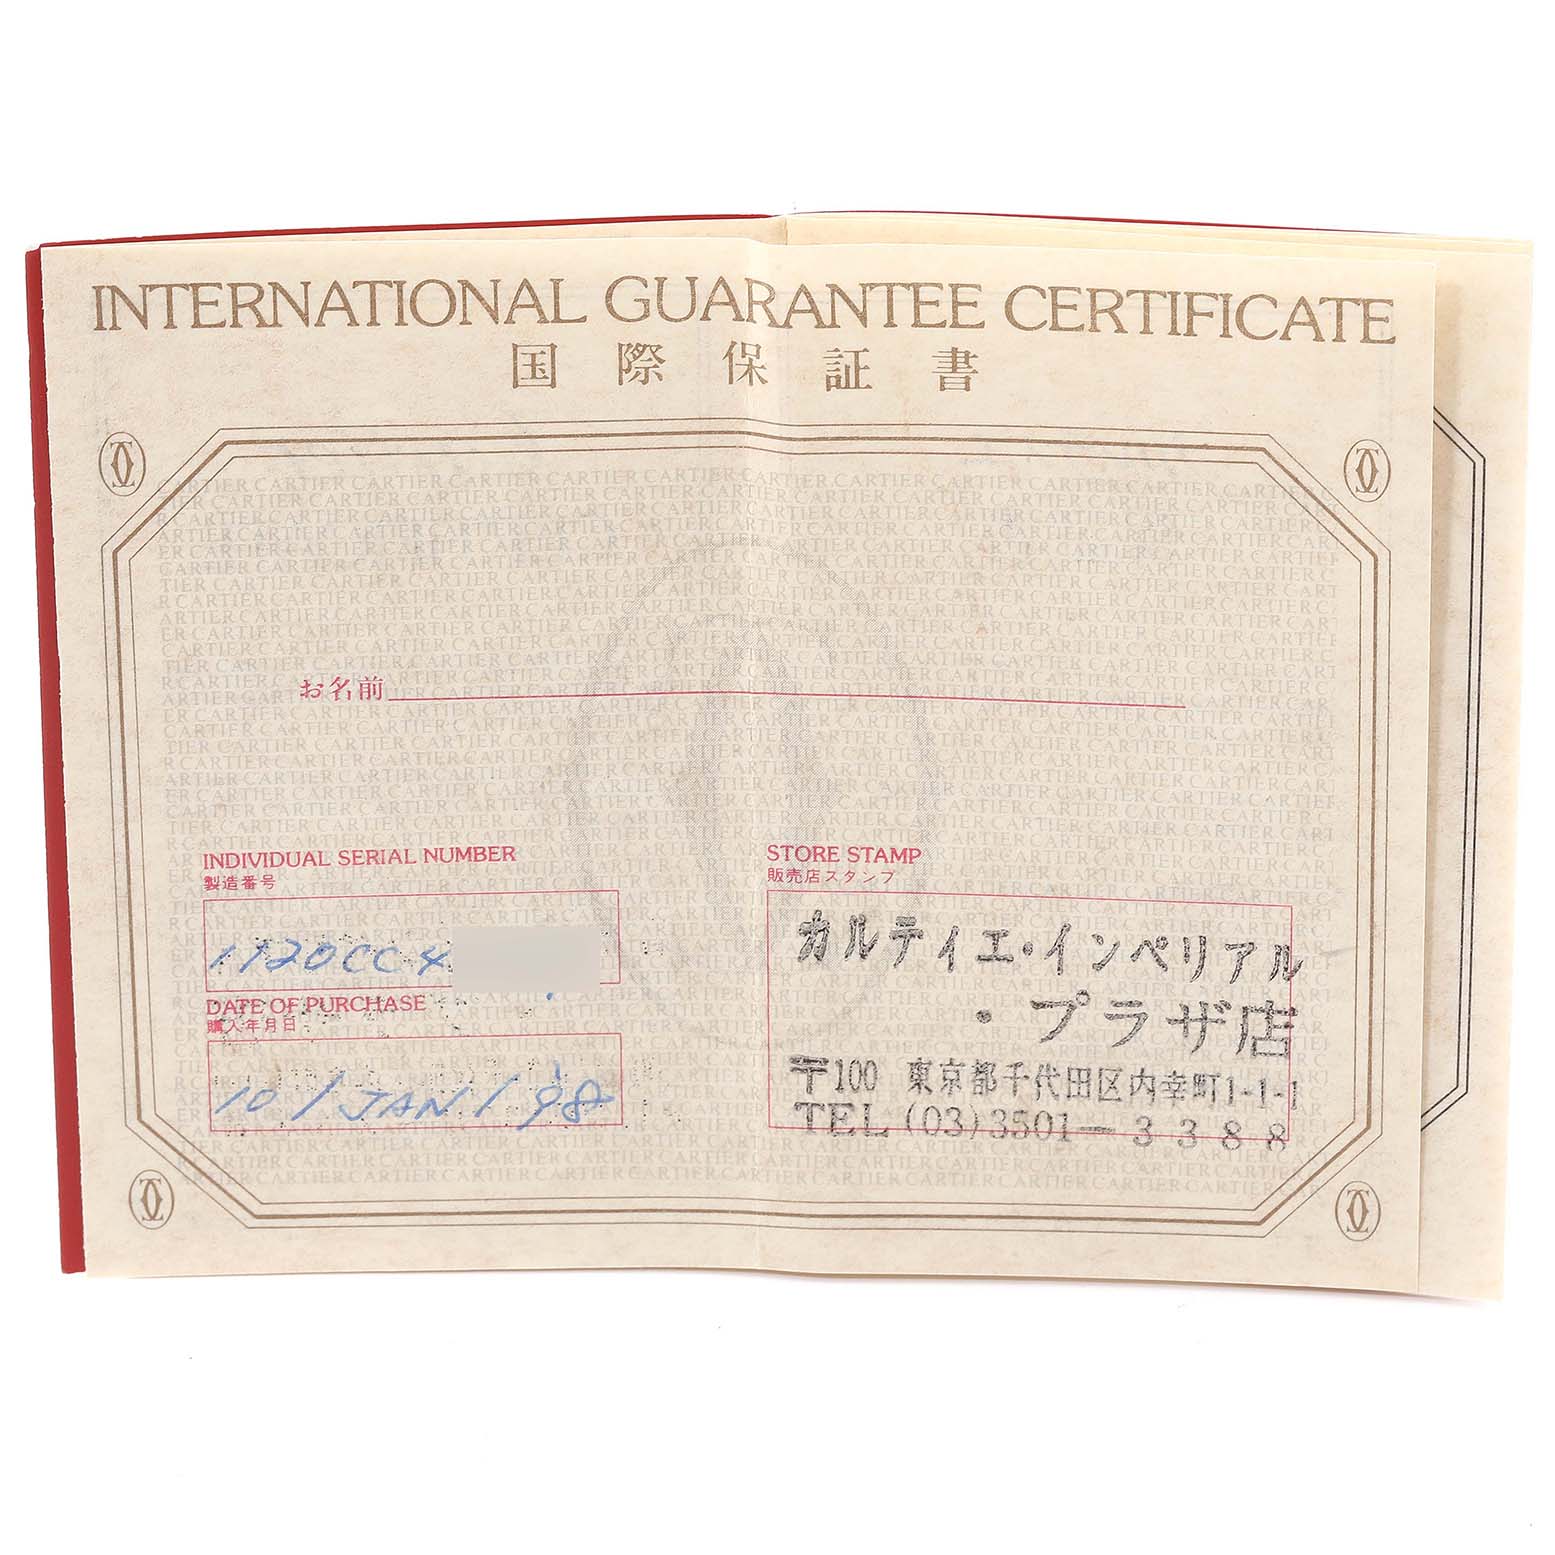 INTERNATIONAL GUARANTEE CERTIFICATE
国際保証書
お名前
INDIVIDUAL SERIAL NUMBER
製造番号
1120CC4
DATE OF PURCHASE
購入年月日
10/JAN/'98
STORE STAMP
販売店スタンプ
カルティエ・インペリアル
・プラザ店
〒100 東京都千代田区内幸町1-1-1
TEL (03)3501-3388